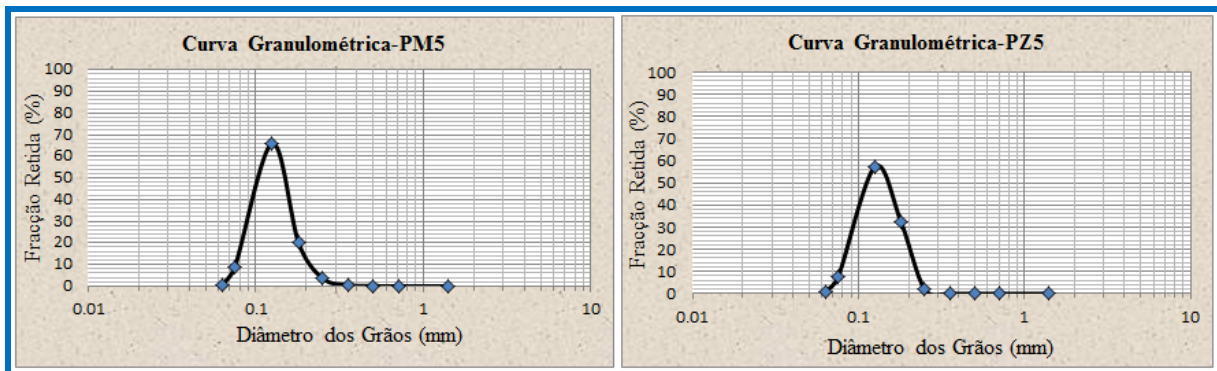 Curva Granulométrica-PM5
Fracção Retida (%)
100
90
80
70
60
50
40
30
20
10
0
0.01 0.1 1 10
Diâmetro dos Grãos (mm)
Curva Granulométrica-PZ5
Fracção Retida (%)
100
90
80
70
60
50
40
30
20
10
0
0.01 0.1 1 10
Diâmetro dos Grãos (mm)